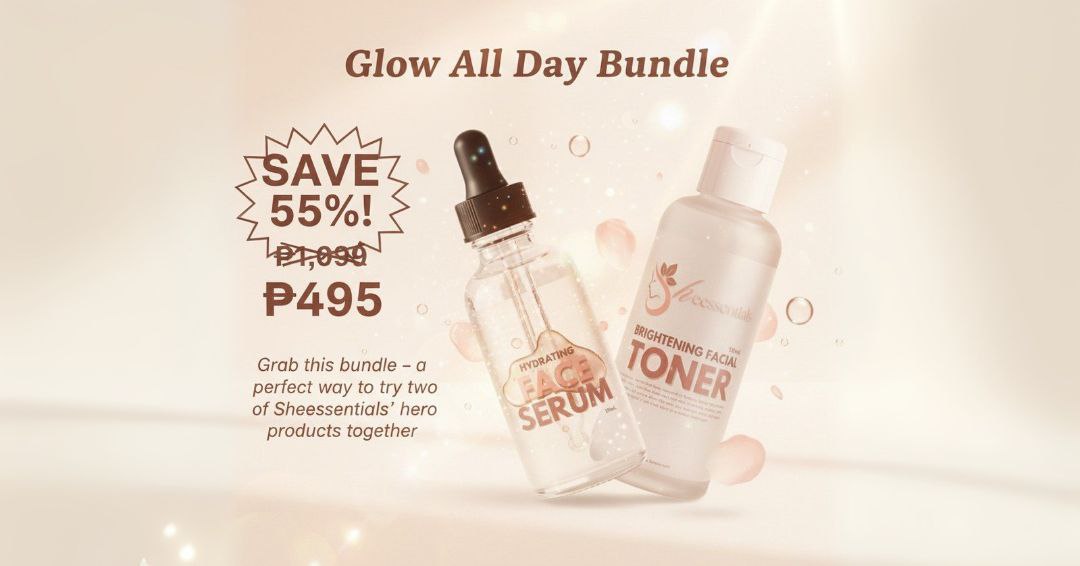 Glow All Day Bundle
SAVE
55%!
₱1,099
₱495
Grab this bundle – a
perfect way to try two
of Sheessentials’ hero
products together
HYDRATING
FACE
SERUM
Sheessentials
BRIGHTENING FACIAL
TONER